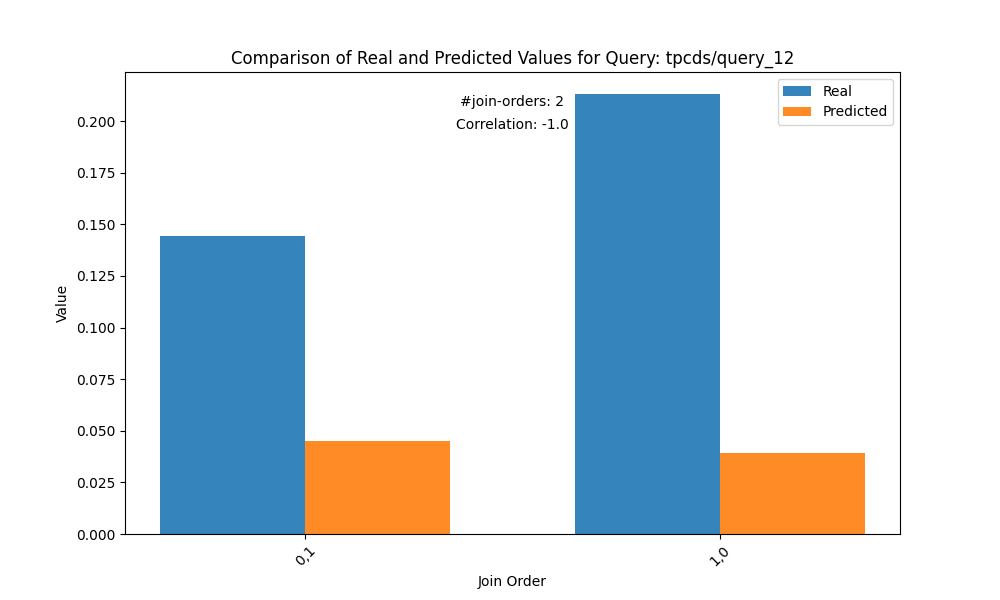 Comparison of Real and Predicted Values for Query: tpcds/query_12
#join-orders: 2
Correlation: -1.0
Real
Predicted
0.200
0.175
0.150
0.125
0.100
0.075
0.050
0.025
0.000
Value
0,1
1,0
Join Order